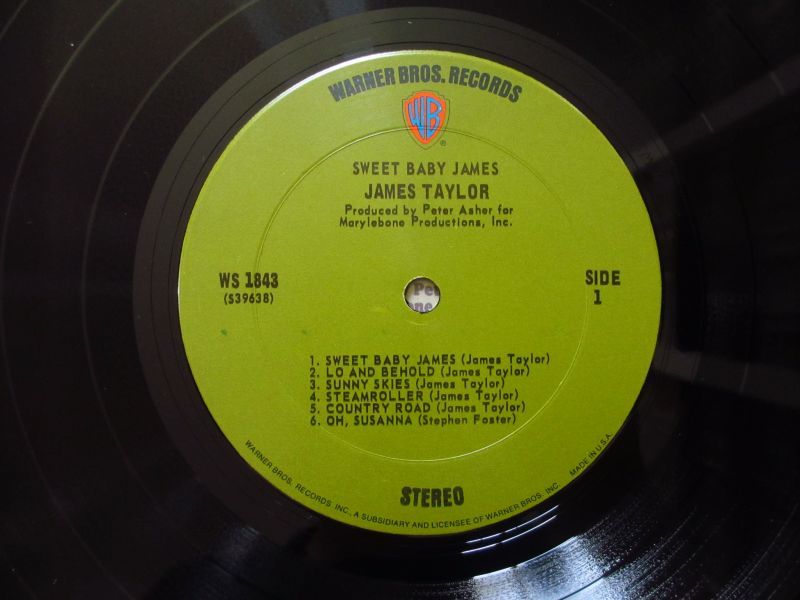 WARNER BROS. RECORDS
WB
®
SWEET BABY JAMES
JAMES TAYLOR
Produced by Peter Asher for
Marylebone Productions, Inc.
WS 1843
(S39638)
SIDE
1
Pe
one
1. SWEET BABY JAMES (James Taylor)
2. LO AND BEHOLD (James Taylor)
3. SUNNY SKIES (James Taylor)
4. STEAMROLLER (James Taylor)
5. COUNTRY ROAD (James Taylor)
6. OH, SUSANNA (Stephen Foster)
STEREO
WARNER BROS. RECORDS INC., A SUBSIDIARY AND LICENSEE OF WARNER BROS. INC. MADE IN U.S.A.